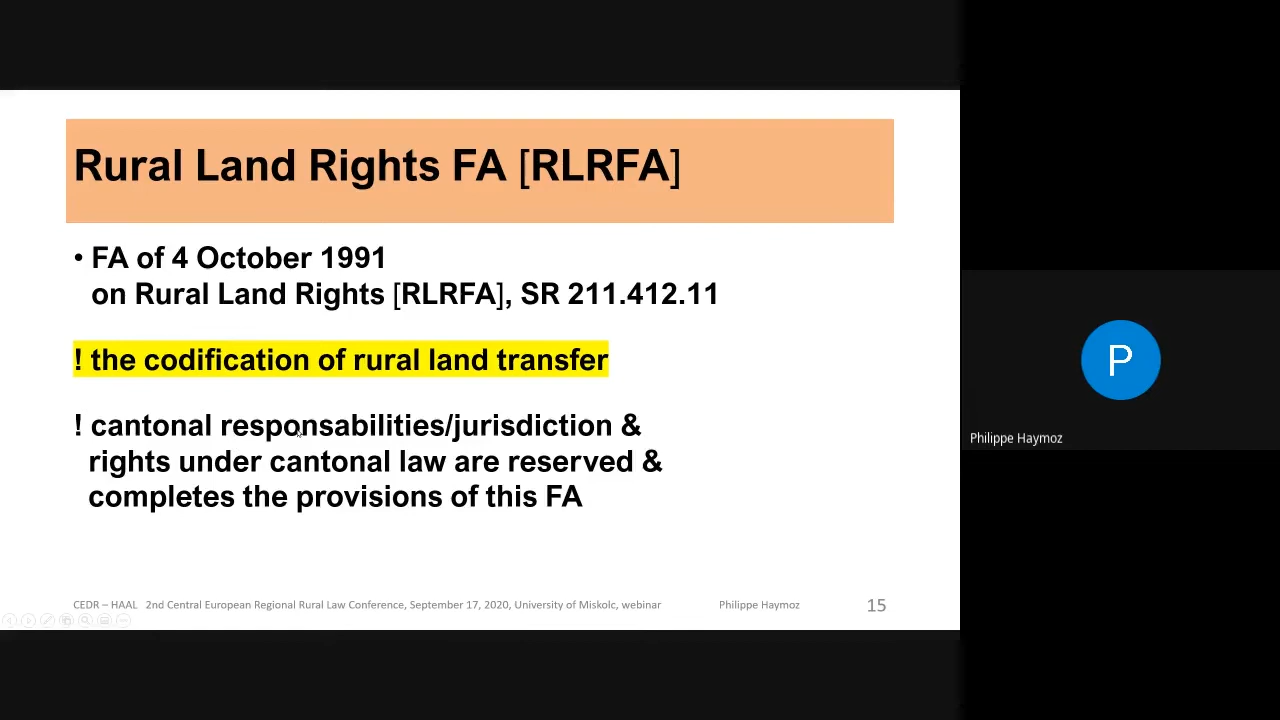 Rural Land Rights FA [RLRFA]
• FA of 4 October 1991
on Rural Land Rights [RLRFA], SR 211.412.11
! the codification of rural land transfer
! cantonal responsabilities/jurisdiction &
rights under cantonal law are reserved &
completes the provisions of this FA
CEDR – HAAL 2nd Central European Regional Rural Law Conference, September 17, 2020, University of Miskolc, webinar Philippe Haymoz 15
P
Philippe Haymoz